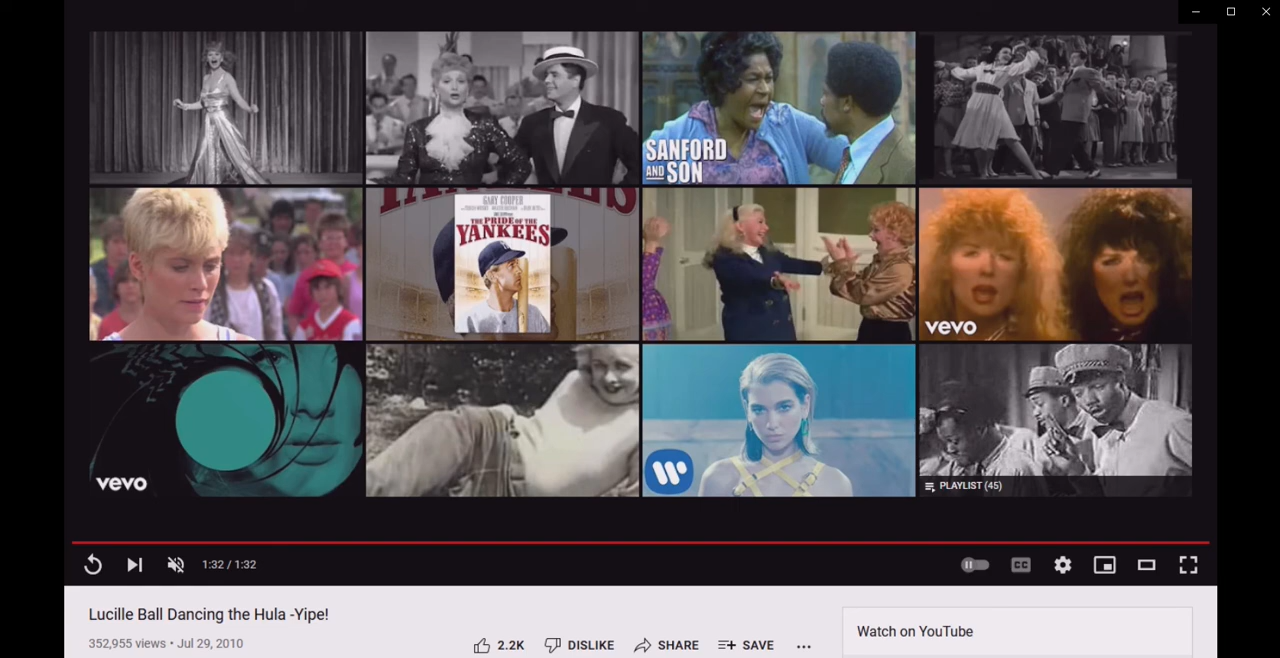 SANFORD
AND SON
YANKEES
GARY COOPER
THE PRIDE OF THE
YANKEES
vevo
vevo
PLAYLIST (45)
1:32 / 1:32
CC
Lucille Ball Dancing the Hula -Yipe!
352,955 views • Jul 29, 2010
2.2K
DISLIKE
SHARE
SAVE
Watch on YouTube